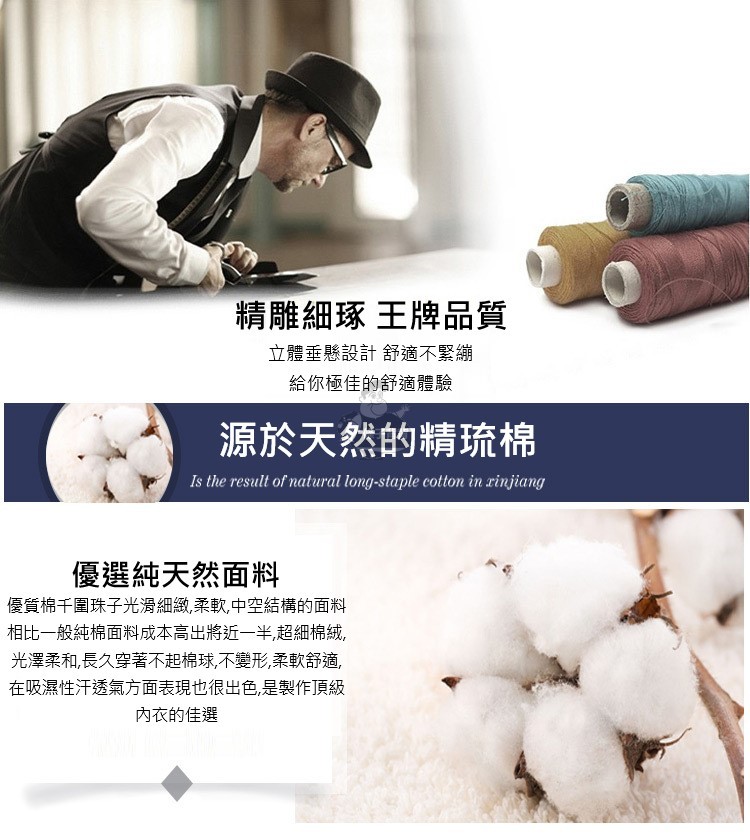 精雕細琢 王牌品質
立體垂懸設計 舒適不緊繃
給你極佳的舒適體驗
源於天然的精琉棉
Is the result of natural long-staple cotton in xinjiang
優選純天然面料
優質棉千圍珠子光滑細緻,柔軟,中空結構的面料
相比一般純棉面料成本高出將近一半,超細棉絨,
光澤柔和,長久穿著不起棉球,不變形,柔軟舒適,
在吸濕性汗透氣方面表現也很出色,是製作頂級
內衣的佳選